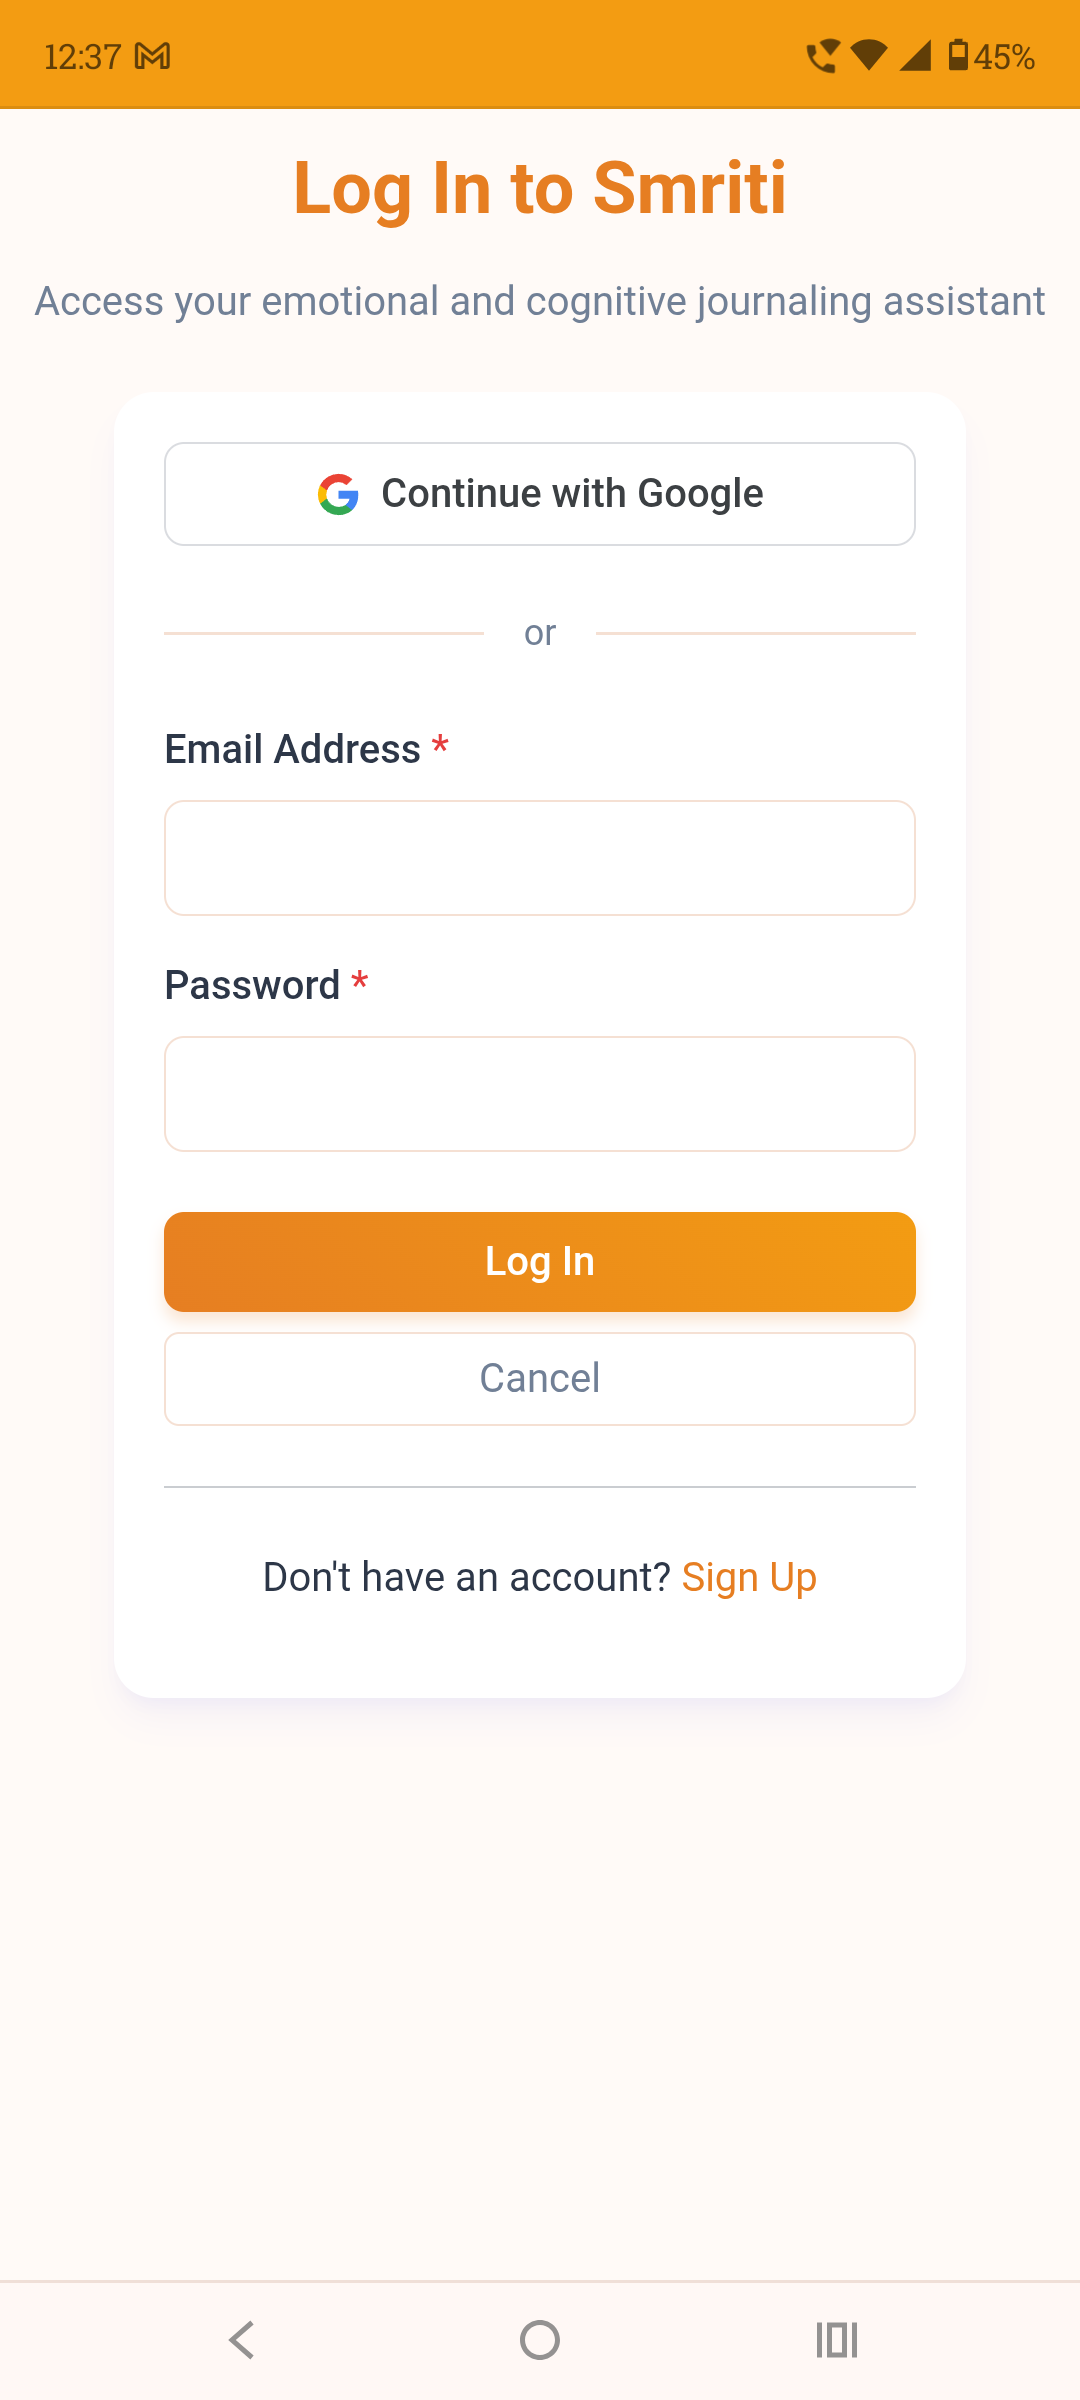 12:37
45%
Log In to Smriti
Access your emotional and cognitive journaling assistant
Continue with Google
or
Email Address *
Password *
Log In
Cancel
Don't have an account? Sign Up